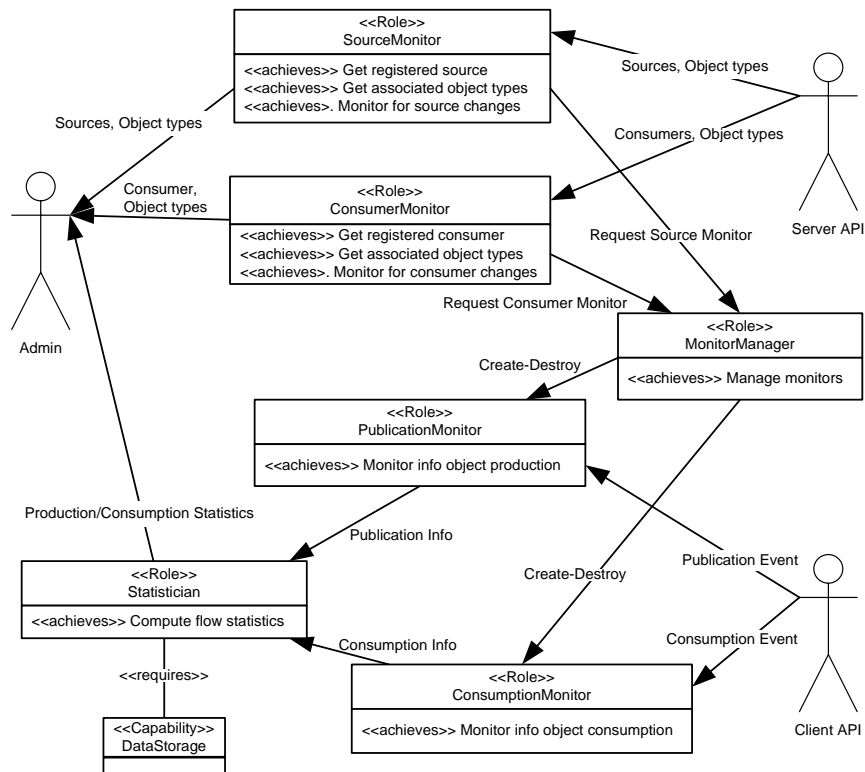 <<Role>>
SourceMonitor
<<achieves>> Get registered source
<<achieves>> Get associated object types
<<achieves>. Monitor for source changes
Sources, Object types
Sources, Object types
Consumers, Object types
Consumer,
Object types
<<Role>>
ConsumerMonitor
<<achieves>> Get registered consumer
<<achieves>> Get associated object types
<<achieves>. Monitor for consumer changes
Server API
Request Source Monitor
Request Consumer Monitor
Admin
<<Role>>
MonitorManager
<<achieves>> Manage monitors
Create-Destroy
<<Role>>
PublicationMonitor
<<achieves>> Monitor info object production
Production/Consumption Statistics
Publication Info
Publication Event
<<Role>>
Statistician
<<achieves>> Compute flow statistics
Create-Destroy
Consumption Info
Consumption Event
<<requires>>
<<Role>>
ConsumptionMonitor
<<achieves>> Monitor info object consumption
Client API
<<Capability>>
DataStorage